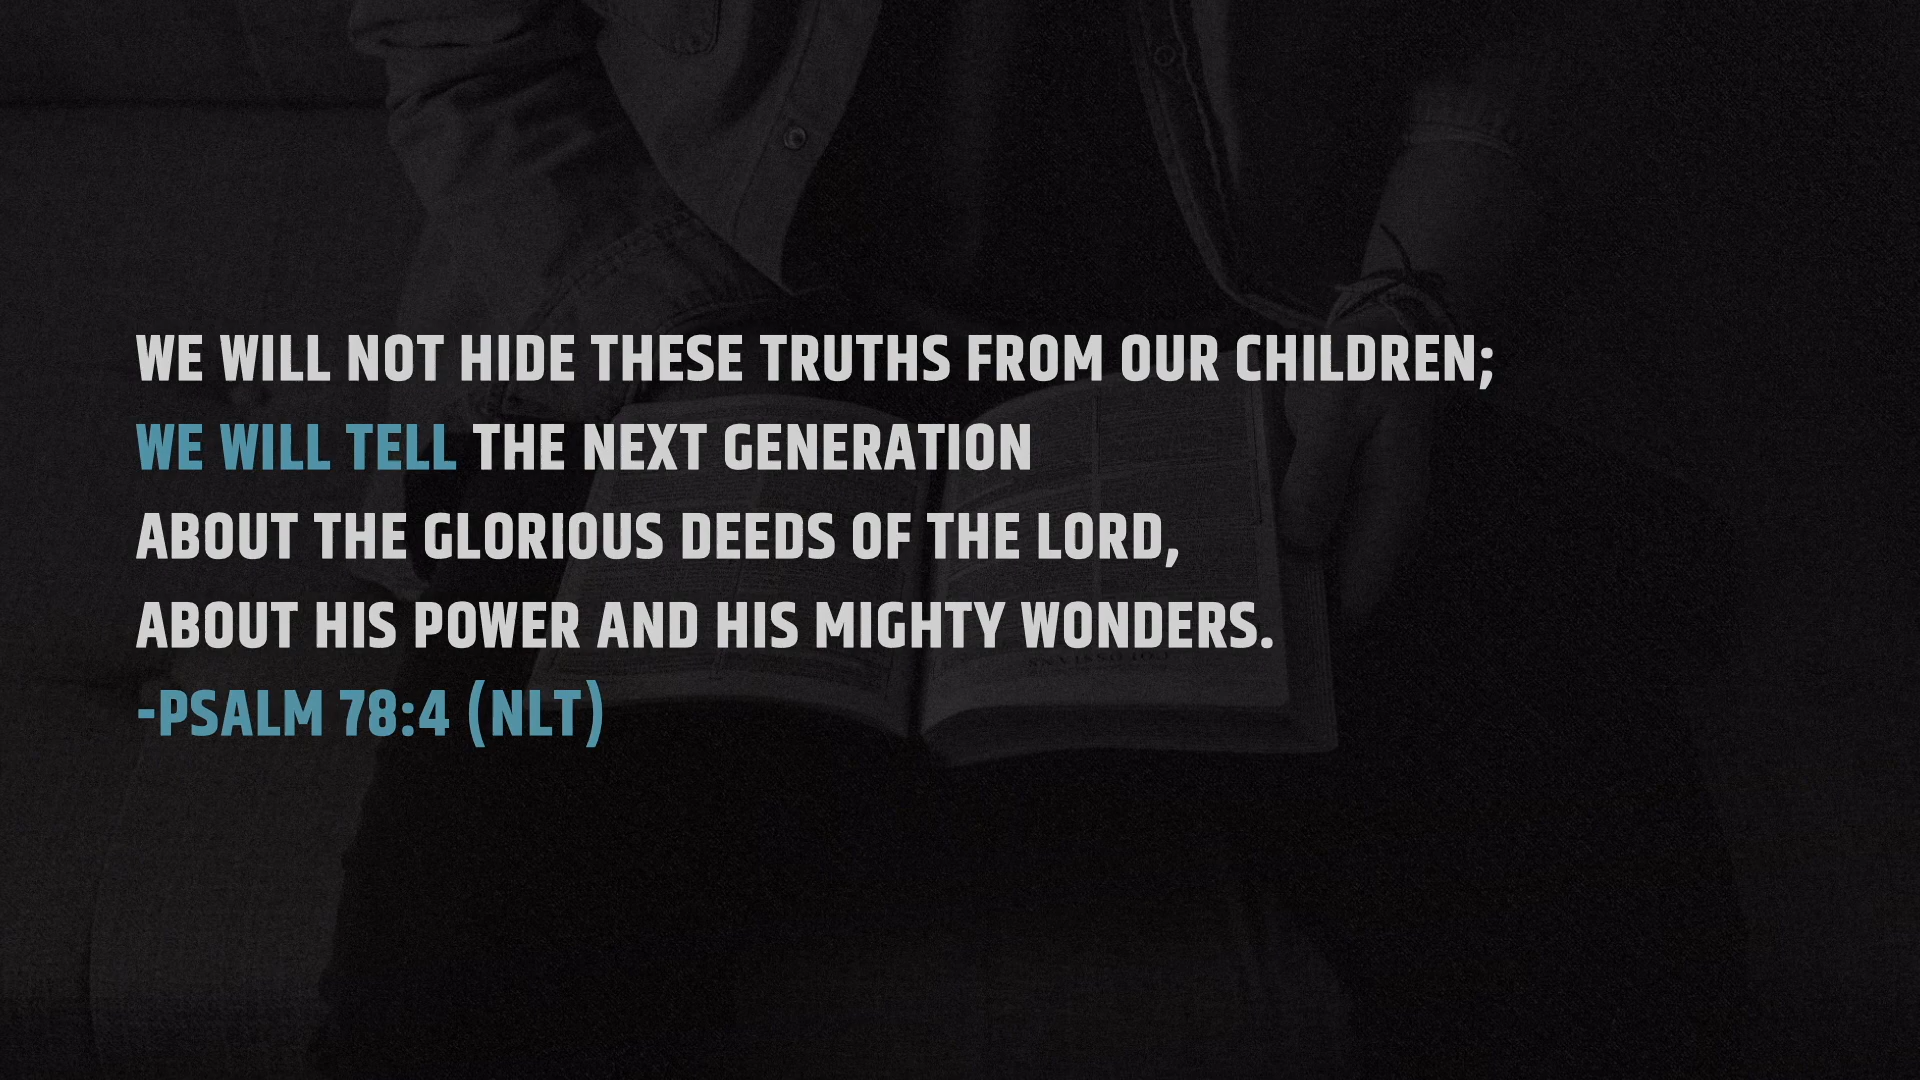 WE WILL NOT HIDE THESE TRUTHS FROM OUR CHILDREN;
WE WILL TELL THE NEXT GENERATION
ABOUT THE GLORIOUS DEEDS OF THE LORD,
ABOUT HIS POWER AND HIS MIGHTY WONDERS.
-PSALM 78:4 (NLT)